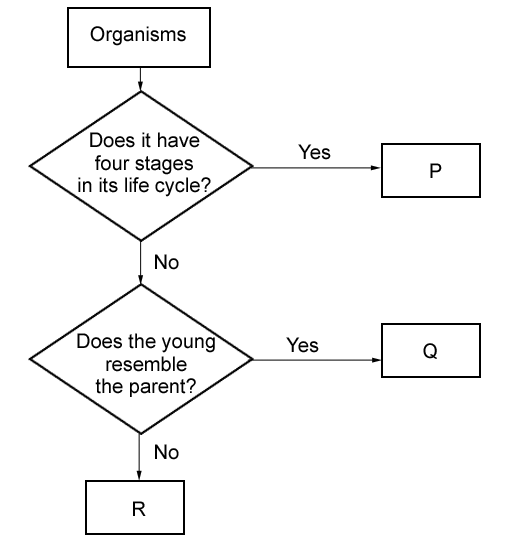 Organisms
Does it have
four stages
in its life cycle?
Yes
P
No
Does the young
resemble
the parent?
Yes
Q
No
R